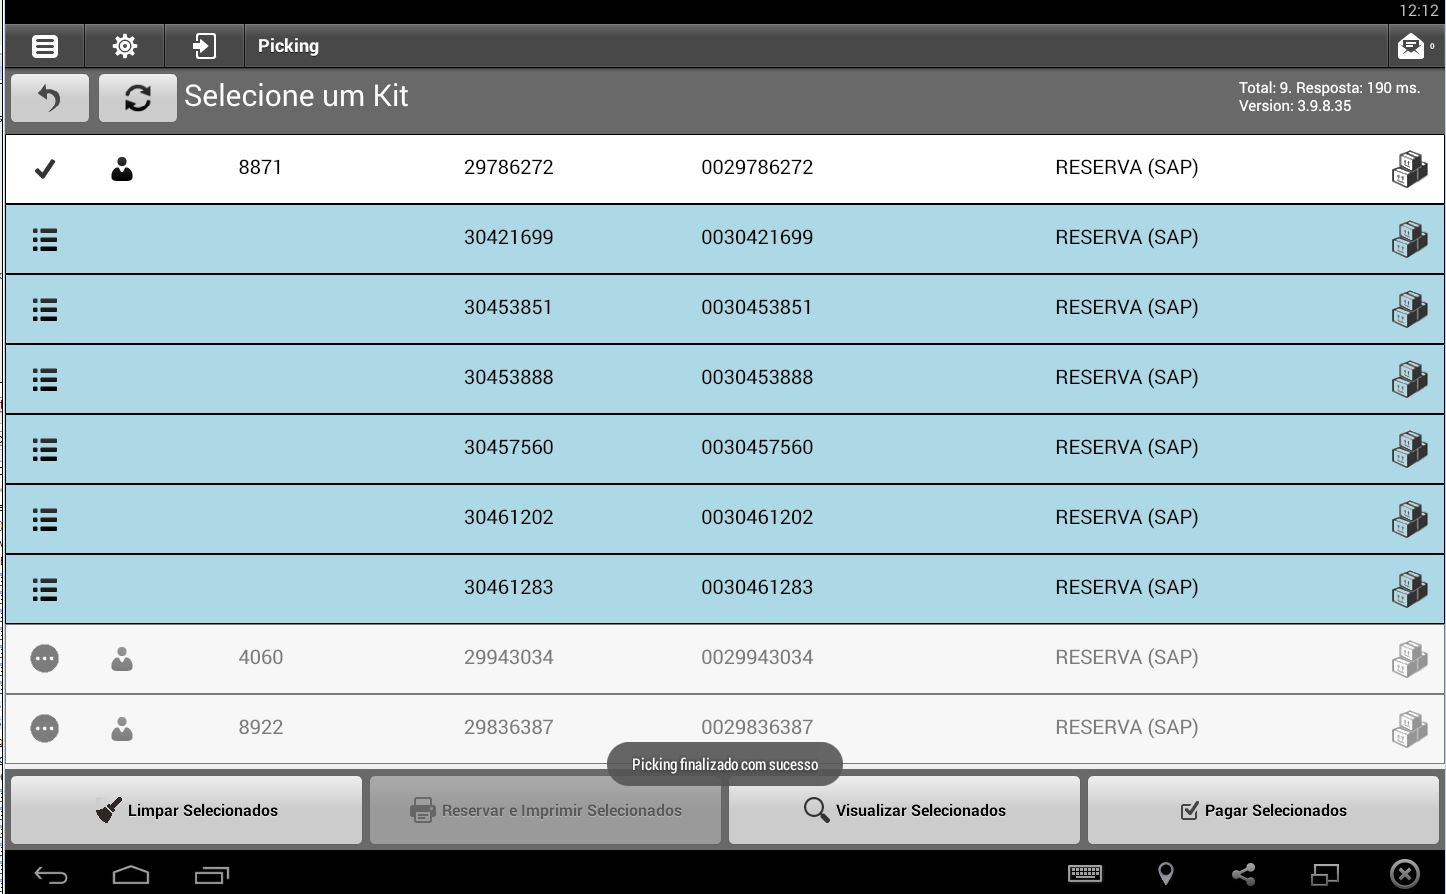 12:12
Picking
0
Selecione um Kit
Total: 9. Resposta: 190 ms.
Version: 3.9.8.35
8871 29786272 0029786272 RESERVA (SAP)
30421699 0030421699 RESERVA (SAP)
30453851 0030453851 RESERVA (SAP)
30453888 0030453888 RESERVA (SAP)
30457560 0030457560 RESERVA (SAP)
30461202 0030461202 RESERVA (SAP)
30461283 0030461283 RESERVA (SAP)
4060 29943034 0029943034 RESERVA (SAP)
8922 29836387 0029836387 RESERVA (SAP)
Picking finalizado com sucesso
Limpar Selecionados Reservar e Imprimir Selecionados Visualizar Selecionados Pagar Selecionados